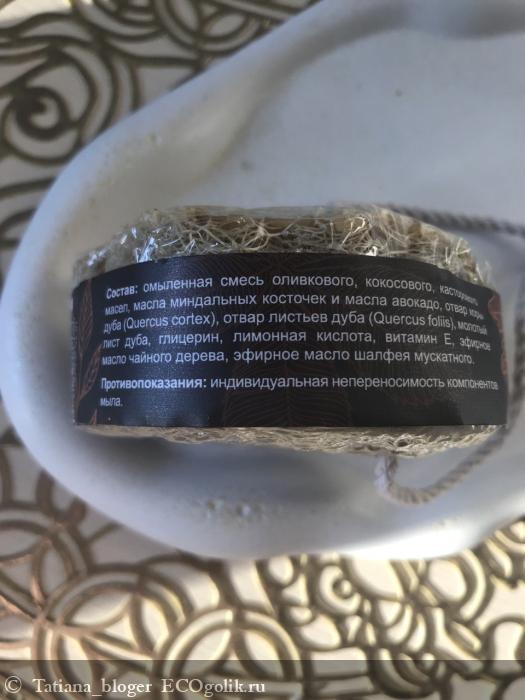 Состав: омыленная смесь оливкового, кокосового, касторового
масел, масла миндальных косточек и масла авокадо, отвар коры
дуба (Quercus cortex), отвар листьев дуба (Quercus foliis), молотый
лист дуба, глицерин, лимонная кислота, витамин Е, эфирное
масло чайного дерева, эфирное масло шалфея мускатного.
Противопоказания: индивидуальная непереносимость компонентов
мыла.
© Tatiana_bloger ECOgolik.ru